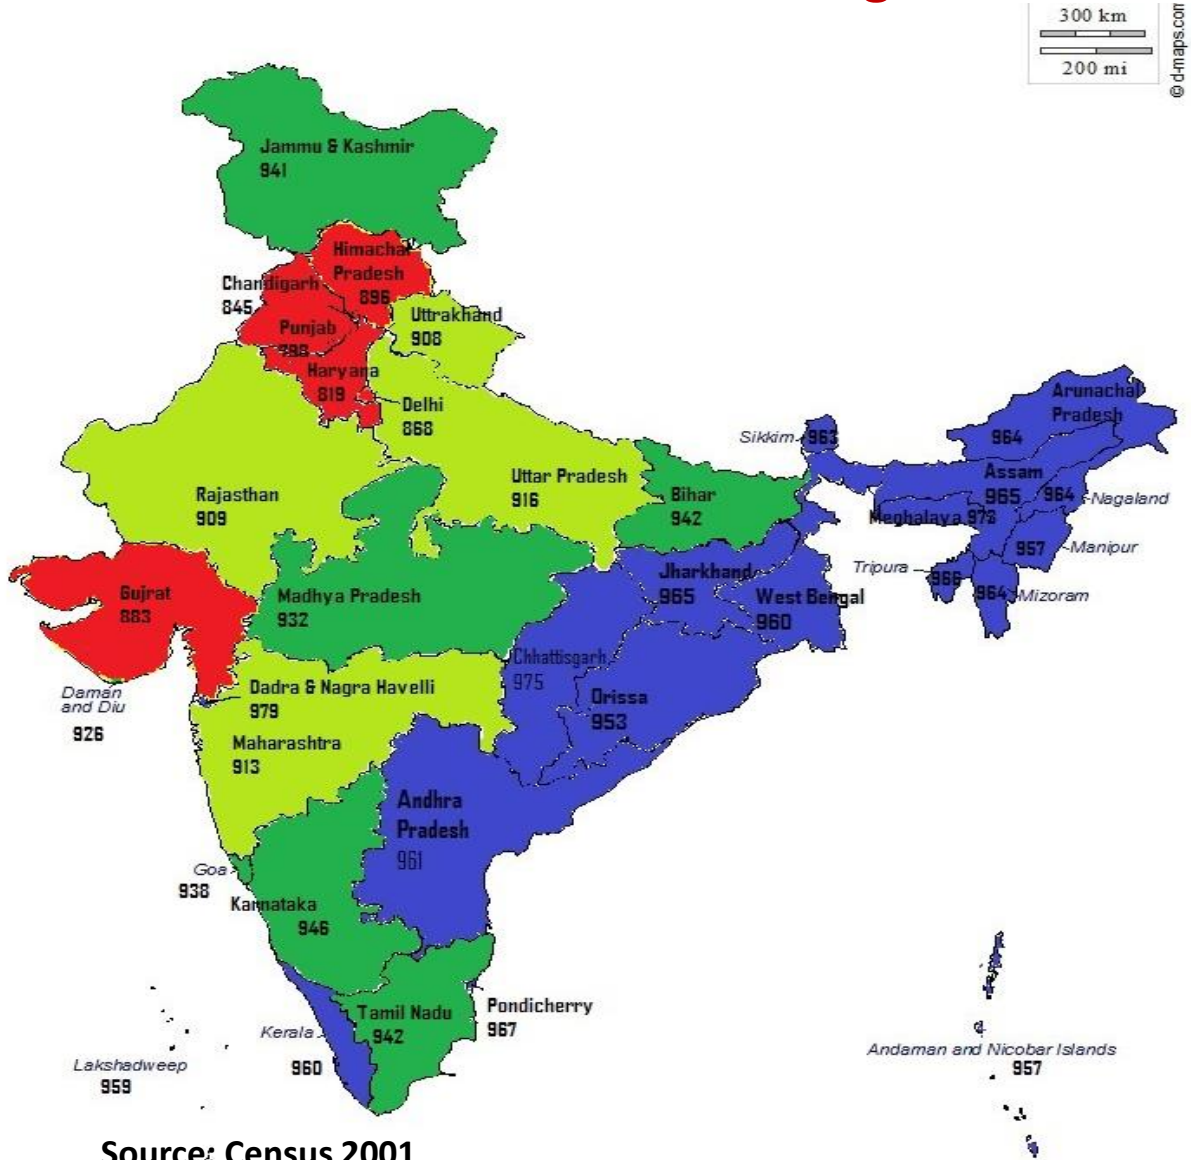 300 km
200 mi
© d-maps.com
Jammu & Kashmir
941
Himachal
Pradesh
896
Chandigarh
845
Punjab
798
Uttrakhand
908
Haryana
819
Delhi
868
Arunachal
Pradesh
964
Sikkim
963
Assam
965
964
Nagaland
Meghalaya 973
Uttar Pradesh
916
Rajasthan
909
Bihar
942
957
Manipur
Tripura
966
964
Mizoram
Jharkhand
965
West Bengal
960
Gujrat
883
Madhya Pradesh
932
Chhattisgarh
975
Orissa
953
Daman
and Diu
926
Dadra & Nagra Havelli
979
Maharashtra
913
Andhra
Pradesh
961
Goa
938
Karnataka
946
Tamil Nadu
942
Pondicherry
967
Kerala
960
Lakshadweep
959
Andaman and Nicobar Islands
957
Source: Census 2001